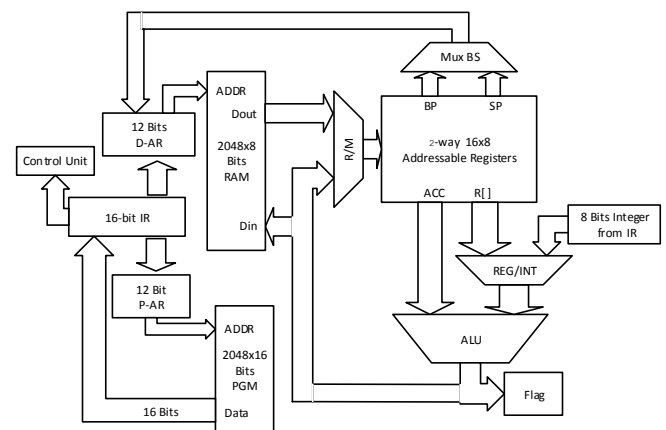 Mux BS
ADDR
Dout
2048x8
Bits
RAM
Din
12 Bits
D-AR
Control Unit
16-bit IR
12 Bit
P-AR
ADDR
2048x16
Bits
PGM
Data
16 Bits
R/M
BP SP
2-way 16x8
Addressable Registers
ACC R[ ]
8 Bits Integer
from IR
REG/INT
ALU
Flag